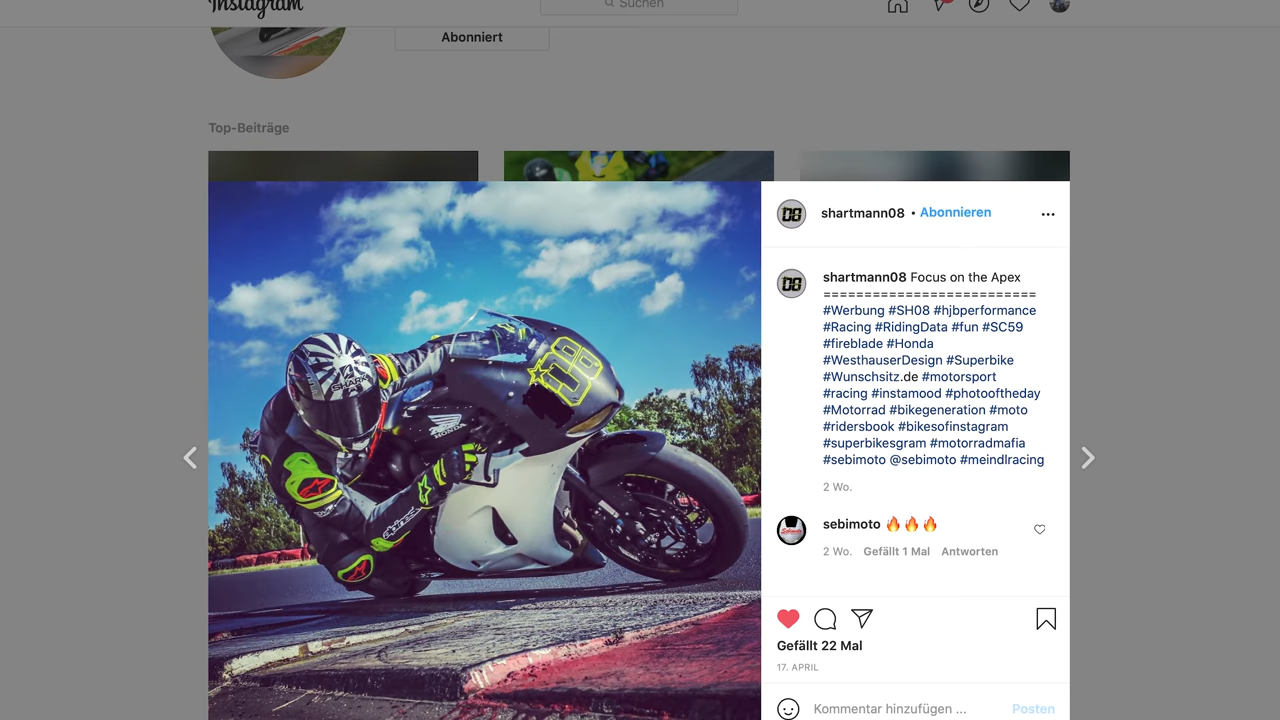 Instagram
Suchen
Abonniert
Top-Beiträge
shartmann08 • Abonnieren
shartmann08 Focus on the Apex
==========================
#Werbung #SH08 #hjbperformance
#Racing #RidingData #fun #SC59
#fireblade #Honda
#WesthauserDesign #Superbike
#Wunschsitz.de #motorsport
#racing #instamood #photooftheday
#Motorrad #bikegeneration #moto
#ridersbook #bikesofinstagram
#superbikesgram #motorradmafia
#sebimoto @sebimoto #meindlracing
2 Wo.
sebimoto 🔥🔥🔥
2 Wo. Gefällt 1 Mal Antworten
Gefällt 22 Mal
17. APRIL
Kommentar hinzufügen ... Posten
SHARK
08
HONDA
alpinestars